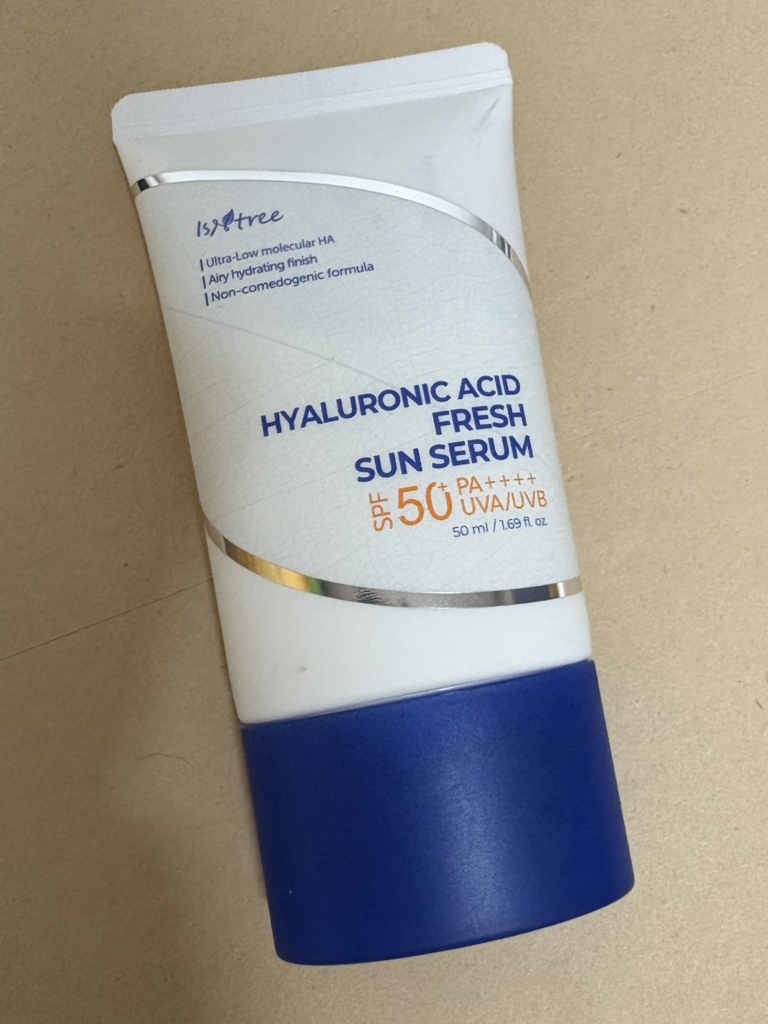 Isntree
Ultra-Low molecular HA
Airy hydrating finish
Non-comedogenic formula
HYALURONIC ACID
FRESH
SUN SERUM
SPF 50+ PA++++
UVA/UVB
50 ml / 1.69 fl. oz